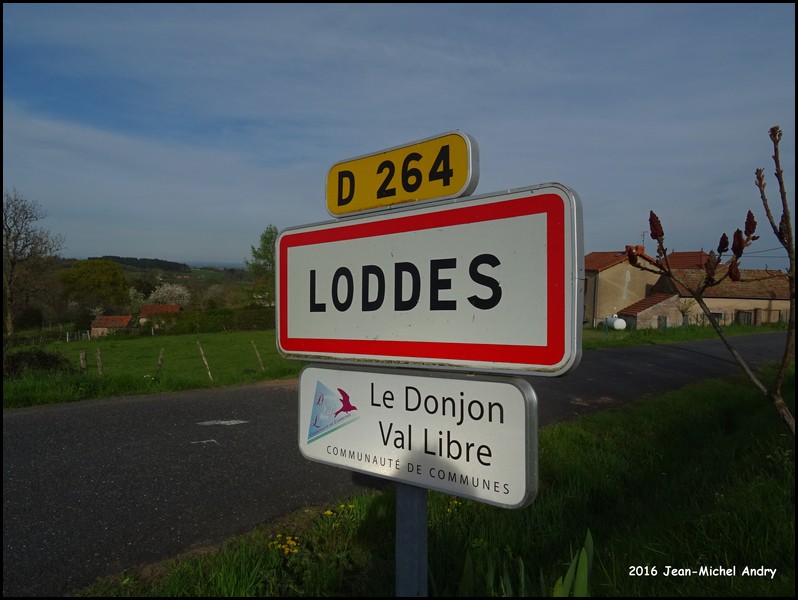 D 264
LODDES
Le Donjon
Val Libre
COMMUNAUTÉ DE COMMUNES
2016 Jean-Michel Andry